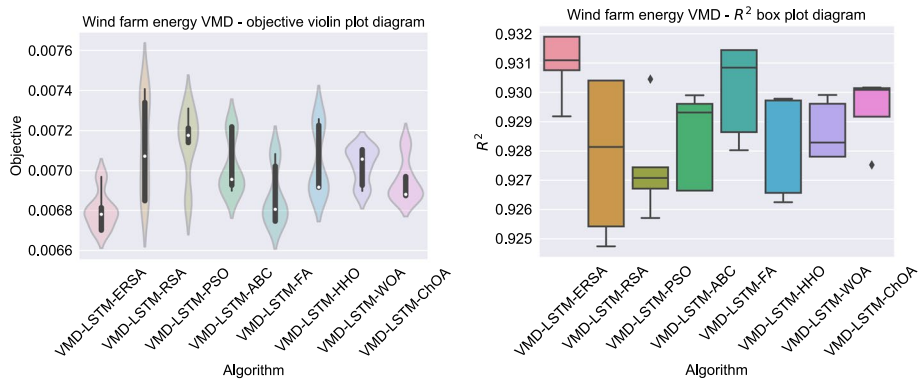 Wind farm energy VMD - objective violin plot diagram
Objective
0.0076
0.0074
0.0072
0.0070
0.0068
0.0066
VMD-LSTM-ERSA
VMD-LSTM-RSA
VMD-LSTM-PSO
VMD-LSTM-ABC
VMD-LSTM-FA
VMD-LSTM-HHO
VMD-LSTM-WOA
VMD-LSTM-ChOA
Algorithm
Wind farm energy VMD - R² box plot diagram
R²
0.932
0.931
0.930
0.929
0.928
0.927
0.926
0.925
VMD-LSTM-ERSA
VMD-LSTM-RSA
VMD-LSTM-PSO
VMD-LSTM-ABC
VMD-LSTM-FA
VMD-LSTM-HHO
VMD-LSTM-WOA
VMD-LSTM-ChOA
Algorithm